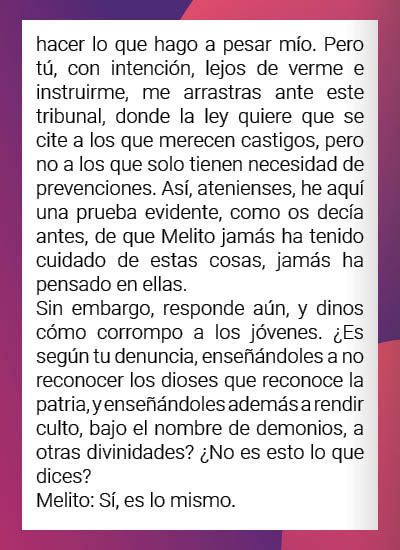 hacer lo que hago a pesar mío. Pero
tú, con intención, lejos de verme e
instruirme, me arrastras ante este
tribunal, donde la ley quiere que se
cite a los que merecen castigos, pero
no a los que solo tienen necesidad de
prevenciones. Así, atenienses, he aquí
una prueba evidente, como os decía
antes, de que Melito jamás ha tenido
cuidado de estas cosas, jamás ha
pensado en ellas.
Sin embargo, responde aún, y dinos
cómo corrompo a los jóvenes. ¿Es
según tu denuncia, enseñándoles a no
reconocer los dioses que reconoce la
patria, y enseñándoles además a rendir
culto, bajo el nombre de demonios, a
otras divinidades? ¿No es esto lo que
dices?
Melito: Sí, es lo mismo.